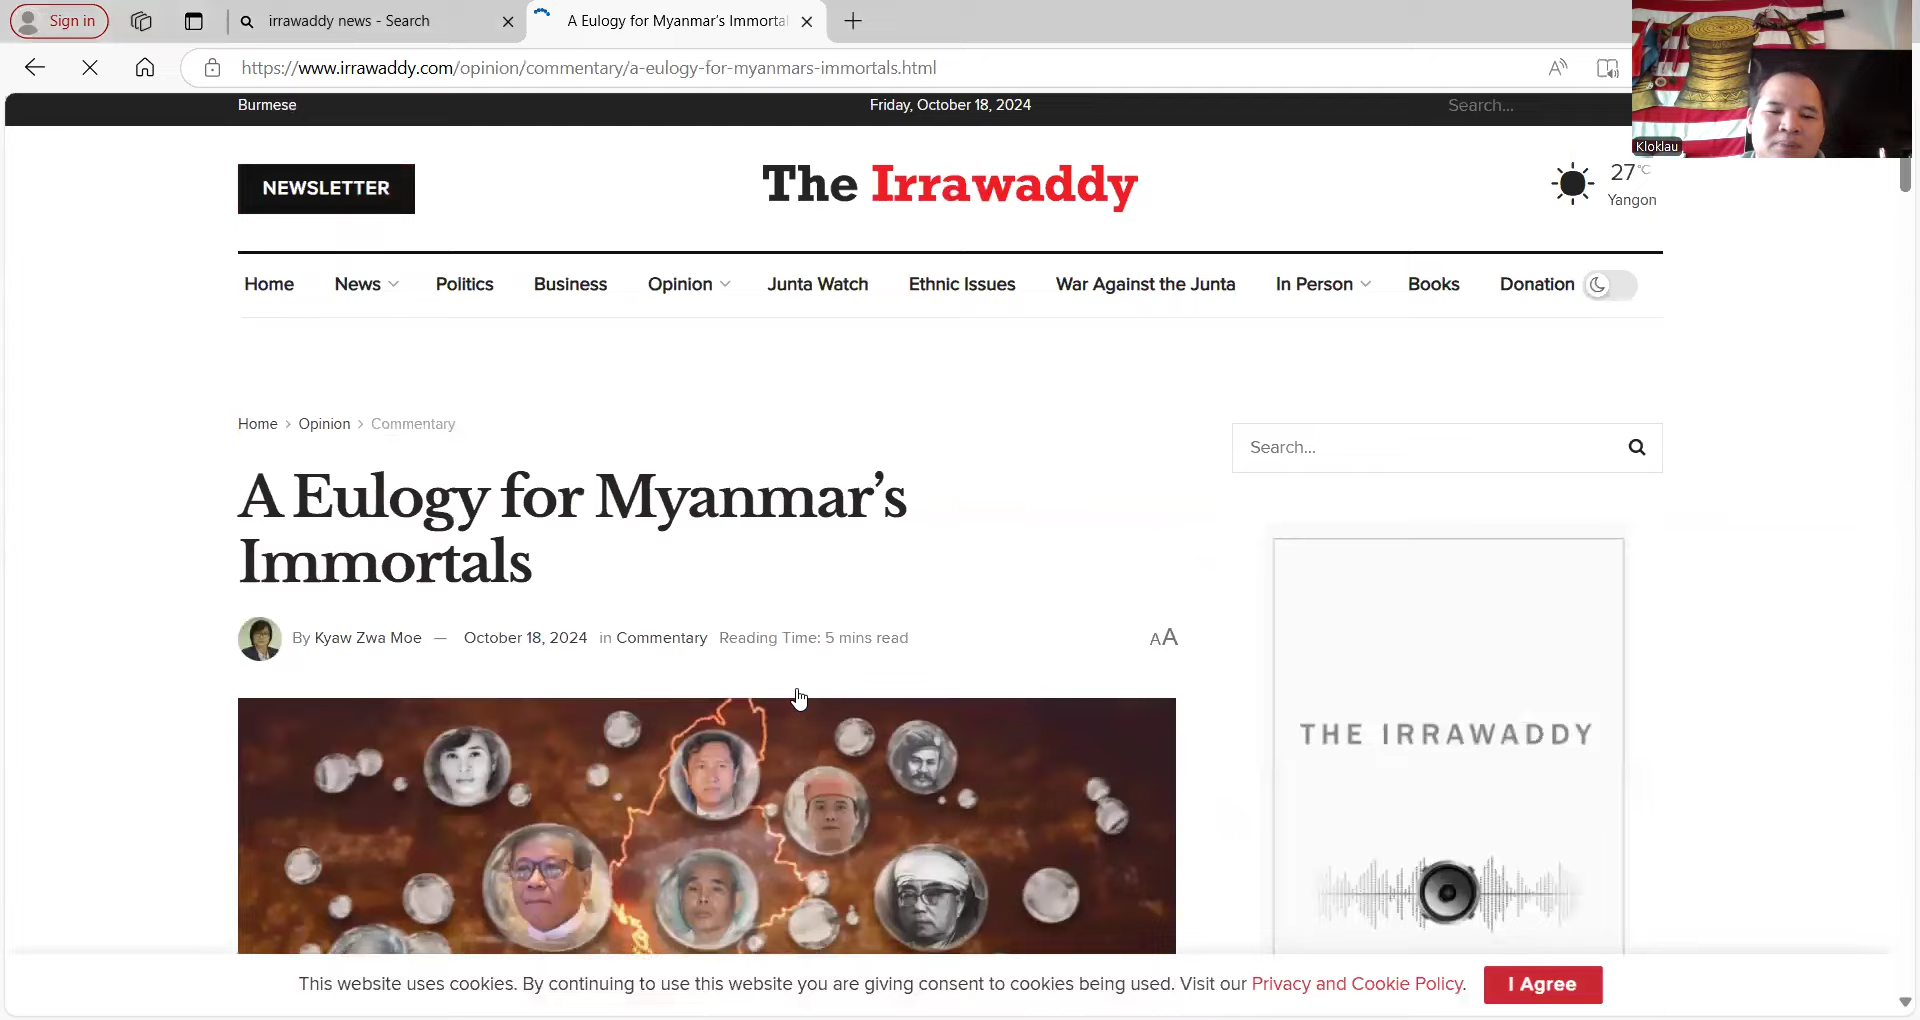 Sign in
irrawaddy news - Search
A Eulogy for Myanmar's Immorta
https://www.irrawaddy.com/opinion/commentary/a-eulogy-for-myanmars-immortals.html
Kloklau
Burmese
Friday, October 18, 2024
Search...
NEWSLETTER
The Irrawaddy
27°C
Yangon
Home
News
Politics
Business
Opinion
Junta Watch
Ethnic Issues
War Against the Junta
In Person
Books
Donation
Home > Opinion > Commentary
Search...
A Eulogy for Myanmar's
Immortals
By Kyaw Zwa Moe — October 18, 2024 in Commentary Reading Time: 5 mins read
AA
THE IRRAWADDY
This website uses cookies. By continuing to use this website you are giving consent to cookies being used. Visit our Privacy and Cookie Policy.
I Agree